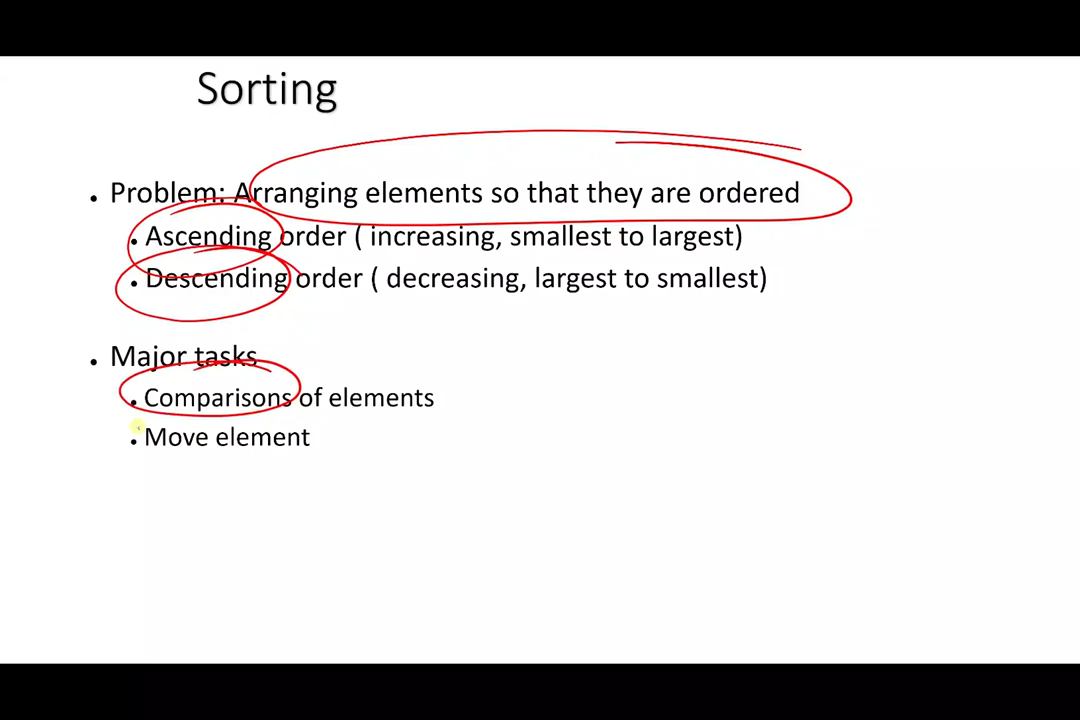 Sorting
• Problem: Arranging elements so that they are ordered
• Ascending order ( increasing, smallest to largest)
• Descending order ( decreasing, largest to smallest)
• Major tasks
• Comparisons of elements
• Move element